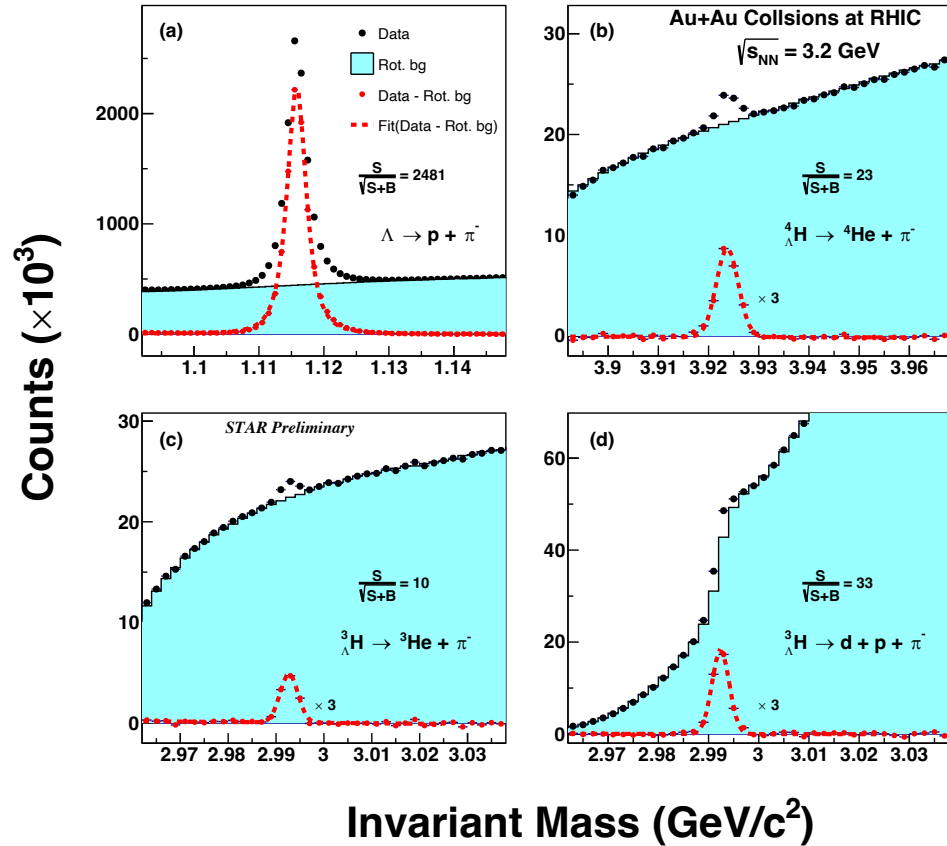 (a)
Data
Rot. bg
Data - Rot. bg
Fit(Data - Rot. bg)
S/√S+B = 2481
Λ → p + π⁻
2000
1000
0
1.1 1.11 1.12 1.13 1.14
(b)
Au+Au Collsions at RHIC
√sNN = 3.2 GeV
S/√S+B = 23
⁴ΛH → ⁴He + π⁻
× 3
30
20
10
0
3.9 3.91 3.92 3.93 3.94 3.95 3.96
(c)
STAR Preliminary
S/√S+B = 10
³ΛH → ³He + π⁻
× 3
30
20
10
0
2.97 2.98 2.99 3 3.01 3.02 3.03
(d)
S/√S+B = 33
³ΛH → d + p + π⁻
× 3
60
40
20
0
2.97 2.98 2.99 3 3.01 3.02 3.03
Counts (×10³)
Invariant Mass (GeV/c²)